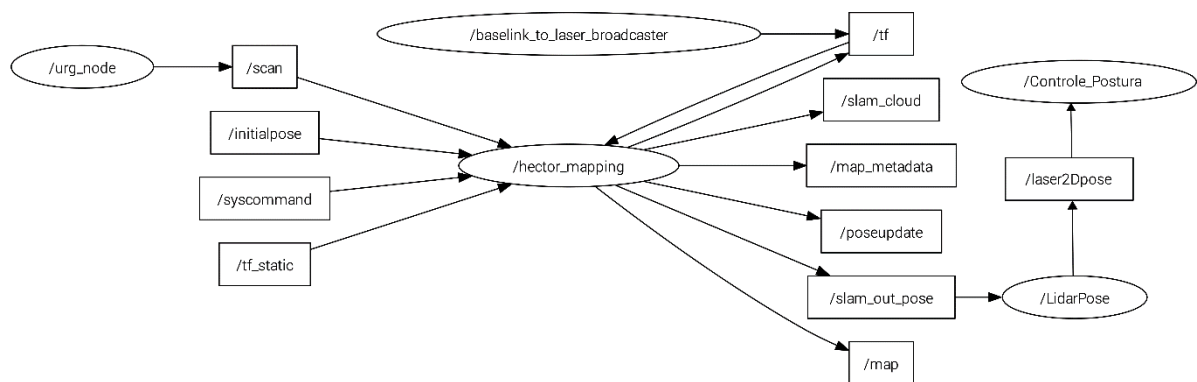 /baselink_to_laser_broadcaster
/tf
/urg_node
/scan
/Controle_Postura
/slam_cloud
/initialpose
/hector_mapping
/map_metadata
/laser2Dpose
/syscommand
/poseupdate
/tf_static
/slam_out_pose
/LidarPose
/map